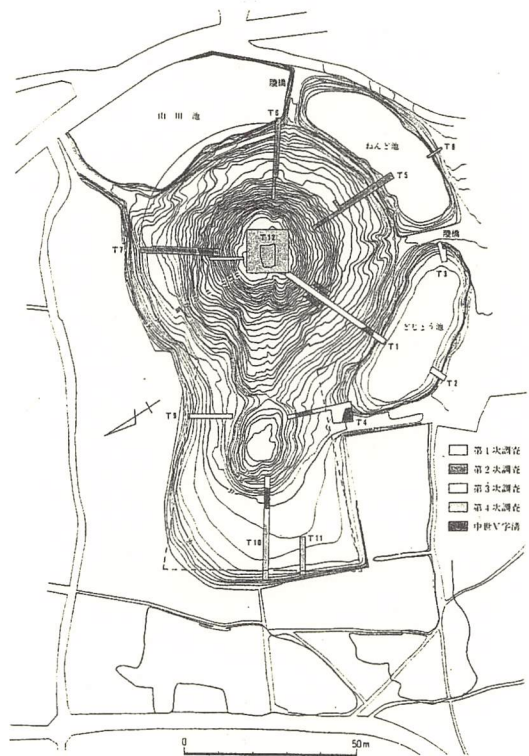 陸橋
山田池
T6
ねんど池
T8
T5
T12
陸橋
T7
T3
どじょう池
T1
T2
T9
T4
第1次調査
第2次調査
第3次調査
第4次調査
中世V字溝
T10
T11
0
50m